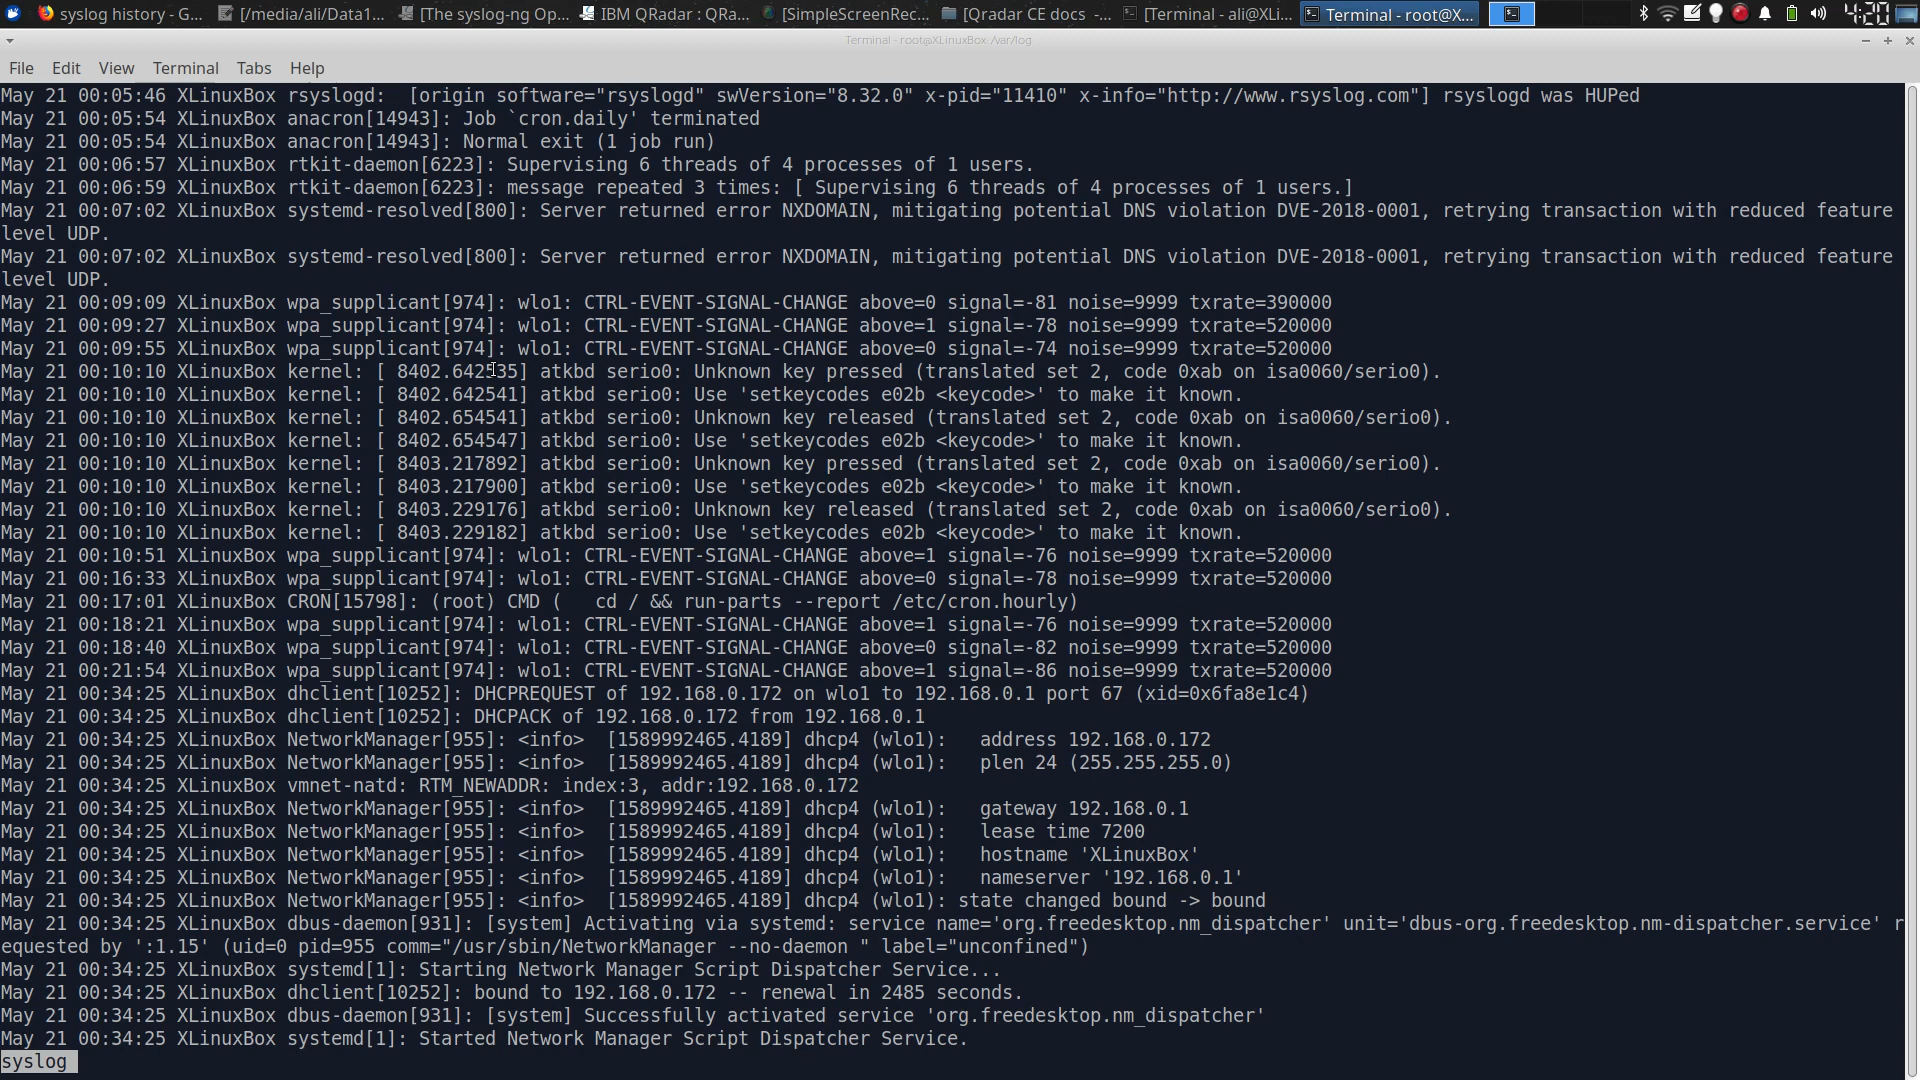 syslog history - G...
[/media/ali/Data1...
[The syslog-ng Op...
IBM QRadar : QRa...
[SimpleScreenRec...
[Qradar CE docs -...
[Terminal - ali@XLi...
Terminal - root@X...
4:20
Terminal - root@XLinuxBox /var/log
File Edit View Terminal Tabs Help
May 21 00:05:46 XLinuxBox rsyslogd:  [origin software="rsyslogd" swVersion="8.32.0" x-pid="11410" x-info="http://www.rsyslog.com"] rsyslogd was HUPed
May 21 00:05:54 XLinuxBox anacron[14943]: Job `cron.daily' terminated
May 21 00:05:54 XLinuxBox anacron[14943]: Normal exit (1 job run)
May 21 00:06:57 XLinuxBox rtkit-daemon[6223]: Supervising 6 threads of 4 processes of 1 users.
May 21 00:06:59 XLinuxBox rtkit-daemon[6223]: message repeated 3 times: [ Supervising 6 threads of 4 processes of 1 users.]
May 21 00:07:02 XLinuxBox systemd-resolved[800]: Server returned error NXDOMAIN, mitigating potential DNS violation DVE-2018-0001, retrying transaction with reduced feature
level UDP.
May 21 00:07:02 XLinuxBox systemd-resolved[800]: Server returned error NXDOMAIN, mitigating potential DNS violation DVE-2018-0001, retrying transaction with reduced feature
level UDP.
May 21 00:09:09 XLinuxBox wpa_supplicant[974]: wlo1: CTRL-EVENT-SIGNAL-CHANGE above=0 signal=-81 noise=9999 txrate=390000
May 21 00:09:27 XLinuxBox wpa_supplicant[974]: wlo1: CTRL-EVENT-SIGNAL-CHANGE above=1 signal=-78 noise=9999 txrate=520000
May 21 00:09:55 XLinuxBox wpa_supplicant[974]: wlo1: CTRL-EVENT-SIGNAL-CHANGE above=0 signal=-74 noise=9999 txrate=520000
May 21 00:10:10 XLinuxBox kernel: [ 8402.642535] atkbd serio0: Unknown key pressed (translated set 2, code 0xab on isa0060/serio0).
May 21 00:10:10 XLinuxBox kernel: [ 8402.642541] atkbd serio0: Use 'setkeycodes e02b <keycode>' to make it known.
May 21 00:10:10 XLinuxBox kernel: [ 8402.654541] atkbd serio0: Unknown key released (translated set 2, code 0xab on isa0060/serio0).
May 21 00:10:10 XLinuxBox kernel: [ 8402.654547] atkbd serio0: Use 'setkeycodes e02b <keycode>' to make it known.
May 21 00:10:10 XLinuxBox kernel: [ 8403.217892] atkbd serio0: Unknown key pressed (translated set 2, code 0xab on isa0060/serio0).
May 21 00:10:10 XLinuxBox kernel: [ 8403.217900] atkbd serio0: Use 'setkeycodes e02b <keycode>' to make it known.
May 21 00:10:10 XLinuxBox kernel: [ 8403.229176] atkbd serio0: Unknown key released (translated set 2, code 0xab on isa0060/serio0).
May 21 00:10:10 XLinuxBox kernel: [ 8403.229182] atkbd serio0: Use 'setkeycodes e02b <keycode>' to make it known.
May 21 00:10:51 XLinuxBox wpa_supplicant[974]: wlo1: CTRL-EVENT-SIGNAL-CHANGE above=1 signal=-76 noise=9999 txrate=520000
May 21 00:16:33 XLinuxBox wpa_supplicant[974]: wlo1: CTRL-EVENT-SIGNAL-CHANGE above=0 signal=-78 noise=9999 txrate=520000
May 21 00:17:01 XLinuxBox CRON[15798]: (root) CMD (   cd / && run-parts --report /etc/cron.hourly)
May 21 00:18:21 XLinuxBox wpa_supplicant[974]: wlo1: CTRL-EVENT-SIGNAL-CHANGE above=1 signal=-76 noise=9999 txrate=520000
May 21 00:18:40 XLinuxBox wpa_supplicant[974]: wlo1: CTRL-EVENT-SIGNAL-CHANGE above=0 signal=-82 noise=9999 txrate=520000
May 21 00:21:54 XLinuxBox wpa_supplicant[974]: wlo1: CTRL-EVENT-SIGNAL-CHANGE above=1 signal=-86 noise=9999 txrate=520000
May 21 00:34:25 XLinuxBox dhclient[10252]: DHCPREQUEST of 192.168.0.172 on wlo1 to 192.168.0.1 port 67 (xid=0x6fa8e1c4)
May 21 00:34:25 XLinuxBox dhclient[10252]: DHCPACK of 192.168.0.172 from 192.168.0.1
May 21 00:34:25 XLinuxBox NetworkManager[955]: <info>  [1589992465.4189] dhcp4 (wlo1):   address 192.168.0.172
May 21 00:34:25 XLinuxBox NetworkManager[955]: <info>  [1589992465.4189] dhcp4 (wlo1):   plen 24 (255.255.255.0)
May 21 00:34:25 XLinuxBox vmnet-natd: RTM_NEWADDR: index:3, addr:192.168.0.172
May 21 00:34:25 XLinuxBox NetworkManager[955]: <info>  [1589992465.4189] dhcp4 (wlo1):   gateway 192.168.0.1
May 21 00:34:25 XLinuxBox NetworkManager[955]: <info>  [1589992465.4189] dhcp4 (wlo1):   lease time 7200
May 21 00:34:25 XLinuxBox NetworkManager[955]: <info>  [1589992465.4189] dhcp4 (wlo1):   hostname 'XLinuxBox'
May 21 00:34:25 XLinuxBox NetworkManager[955]: <info>  [1589992465.4189] dhcp4 (wlo1):   nameserver '192.168.0.1'
May 21 00:34:25 XLinuxBox NetworkManager[955]: <info>  [1589992465.4189] dhcp4 (wlo1): state changed bound -> bound
May 21 00:34:25 XLinuxBox dbus-daemon[931]: [system] Activating via systemd: service name='org.freedesktop.nm_dispatcher' unit='dbus-org.freedesktop.nm-dispatcher.service' r
equested by ':1.15' (uid=0 pid=955 comm="/usr/sbin/NetworkManager --no-daemon " label="unconfined")
May 21 00:34:25 XLinuxBox systemd[1]: Starting Network Manager Script Dispatcher Service...
May 21 00:34:25 XLinuxBox dhclient[10252]: bound to 192.168.0.172 -- renewal in 2485 seconds.
May 21 00:34:25 XLinuxBox dbus-daemon[931]: [system] Successfully activated service 'org.freedesktop.nm_dispatcher'
May 21 00:34:25 XLinuxBox systemd[1]: Started Network Manager Script Dispatcher Service.
syslog